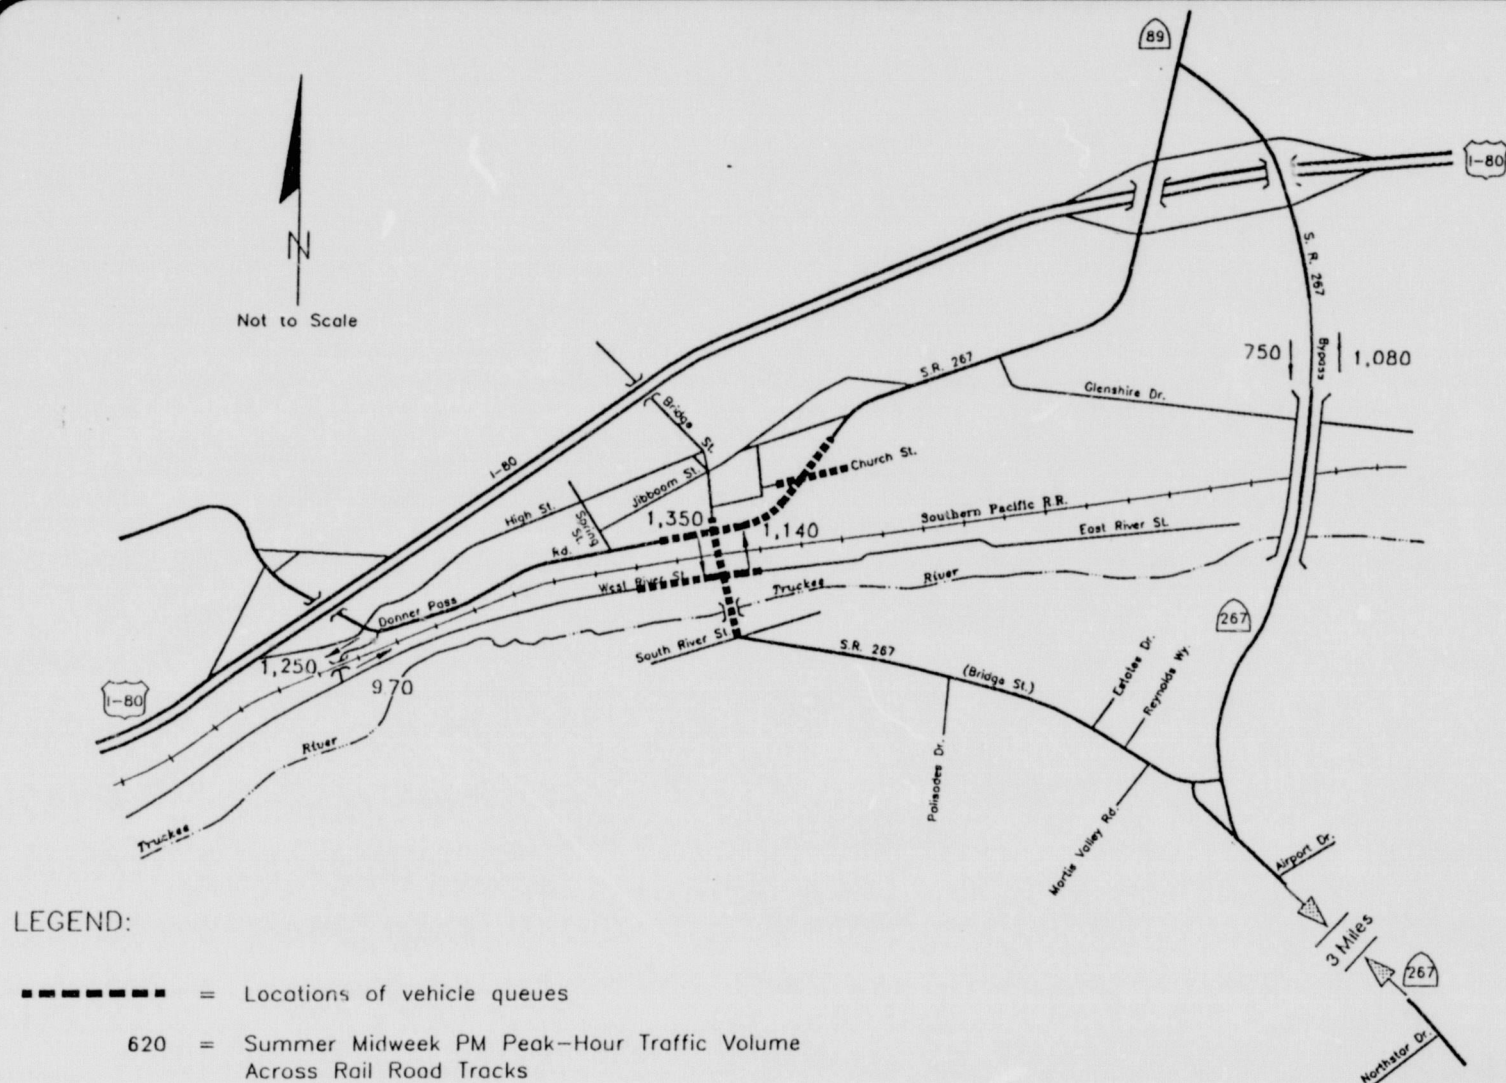 89
I-80
N
Not to Scale
S. R. 267
Bypass
750
1,080
S.R. 267
Glenshire Dr.
Bridge St.
I-80
Church St.
Jibboom St.
High St.
Spring St.
1,350
1,140
Southern Pacific R.R.
East River St.
Rd.
West River St.
Truckee
River
Donner Pass
267
South River St.
S.R. 267
(Bridge St.)
Estates Dr.
Reynolds Wy.
1,250
970
I-80
River
Truckee
Palisades Dr.
Martis Valley Rd.
Airport Dr.
3 Miles
267
Northstar Dr.
LEGEND:
= Locations of vehicle queues
620 = Summer Midweek PM Peak-Hour Traffic Volume
Across Rail Road Tracks